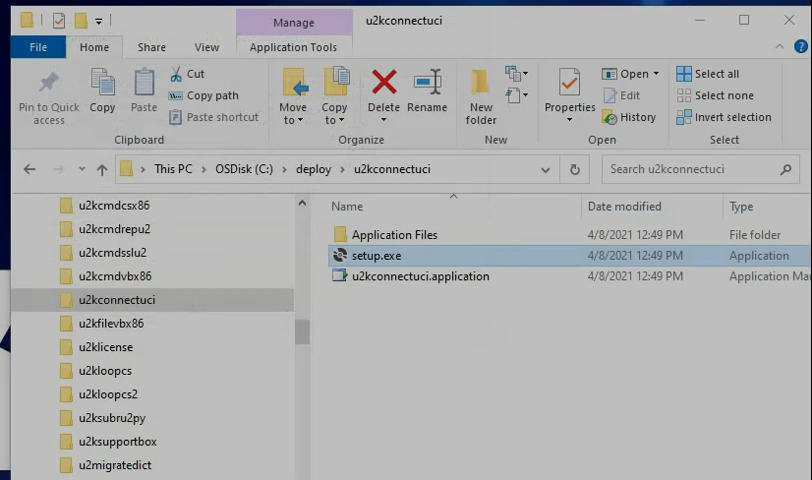 Manage
u2kconnectuci
File
Home
Share
View
Application Tools
Pin to Quick
access
Copy
Paste
Cut
Copy path
Paste shortcut
Clipboard
Move
to
Copy
to
Delete
Rename
Organize
New
folder
New
Properties
Open
Edit
History
Open
Select all
Select none
Invert selection
Select
This PC
OSDisk (C:)
deploy
u2kconnectuci
Search u2kconnectuci
u2kcmdcsx86
u2kcmdrepu2
u2kcmdsslu2
u2kcmdvbx86
u2kconnectuci
u2kfilevbx86
u2klicense
u2kloopcs
u2kloopcs2
u2ksubru2py
u2ksupportbox
u2migratedict
Name
Date modified
Type
Application Files
4/8/2021 12:49 PM
File folder
setup.exe
4/8/2021 12:49 PM
Application
u2kconnectuci.application
4/8/2021 12:49 PM
Application Ma